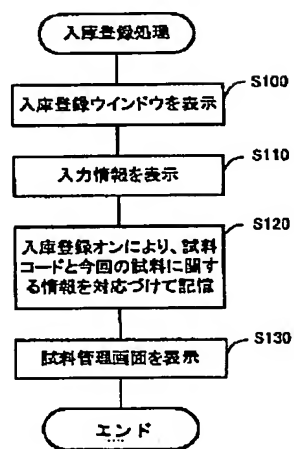 入庫登録処理
S100
入庫登録ウインドウを表示
S110
入力情報を表示
S120
入庫登録オンにより、試料
コードと今回の試料に関す
る情報を対応づけて記憶
S130
試料管理画面を表示
エンド